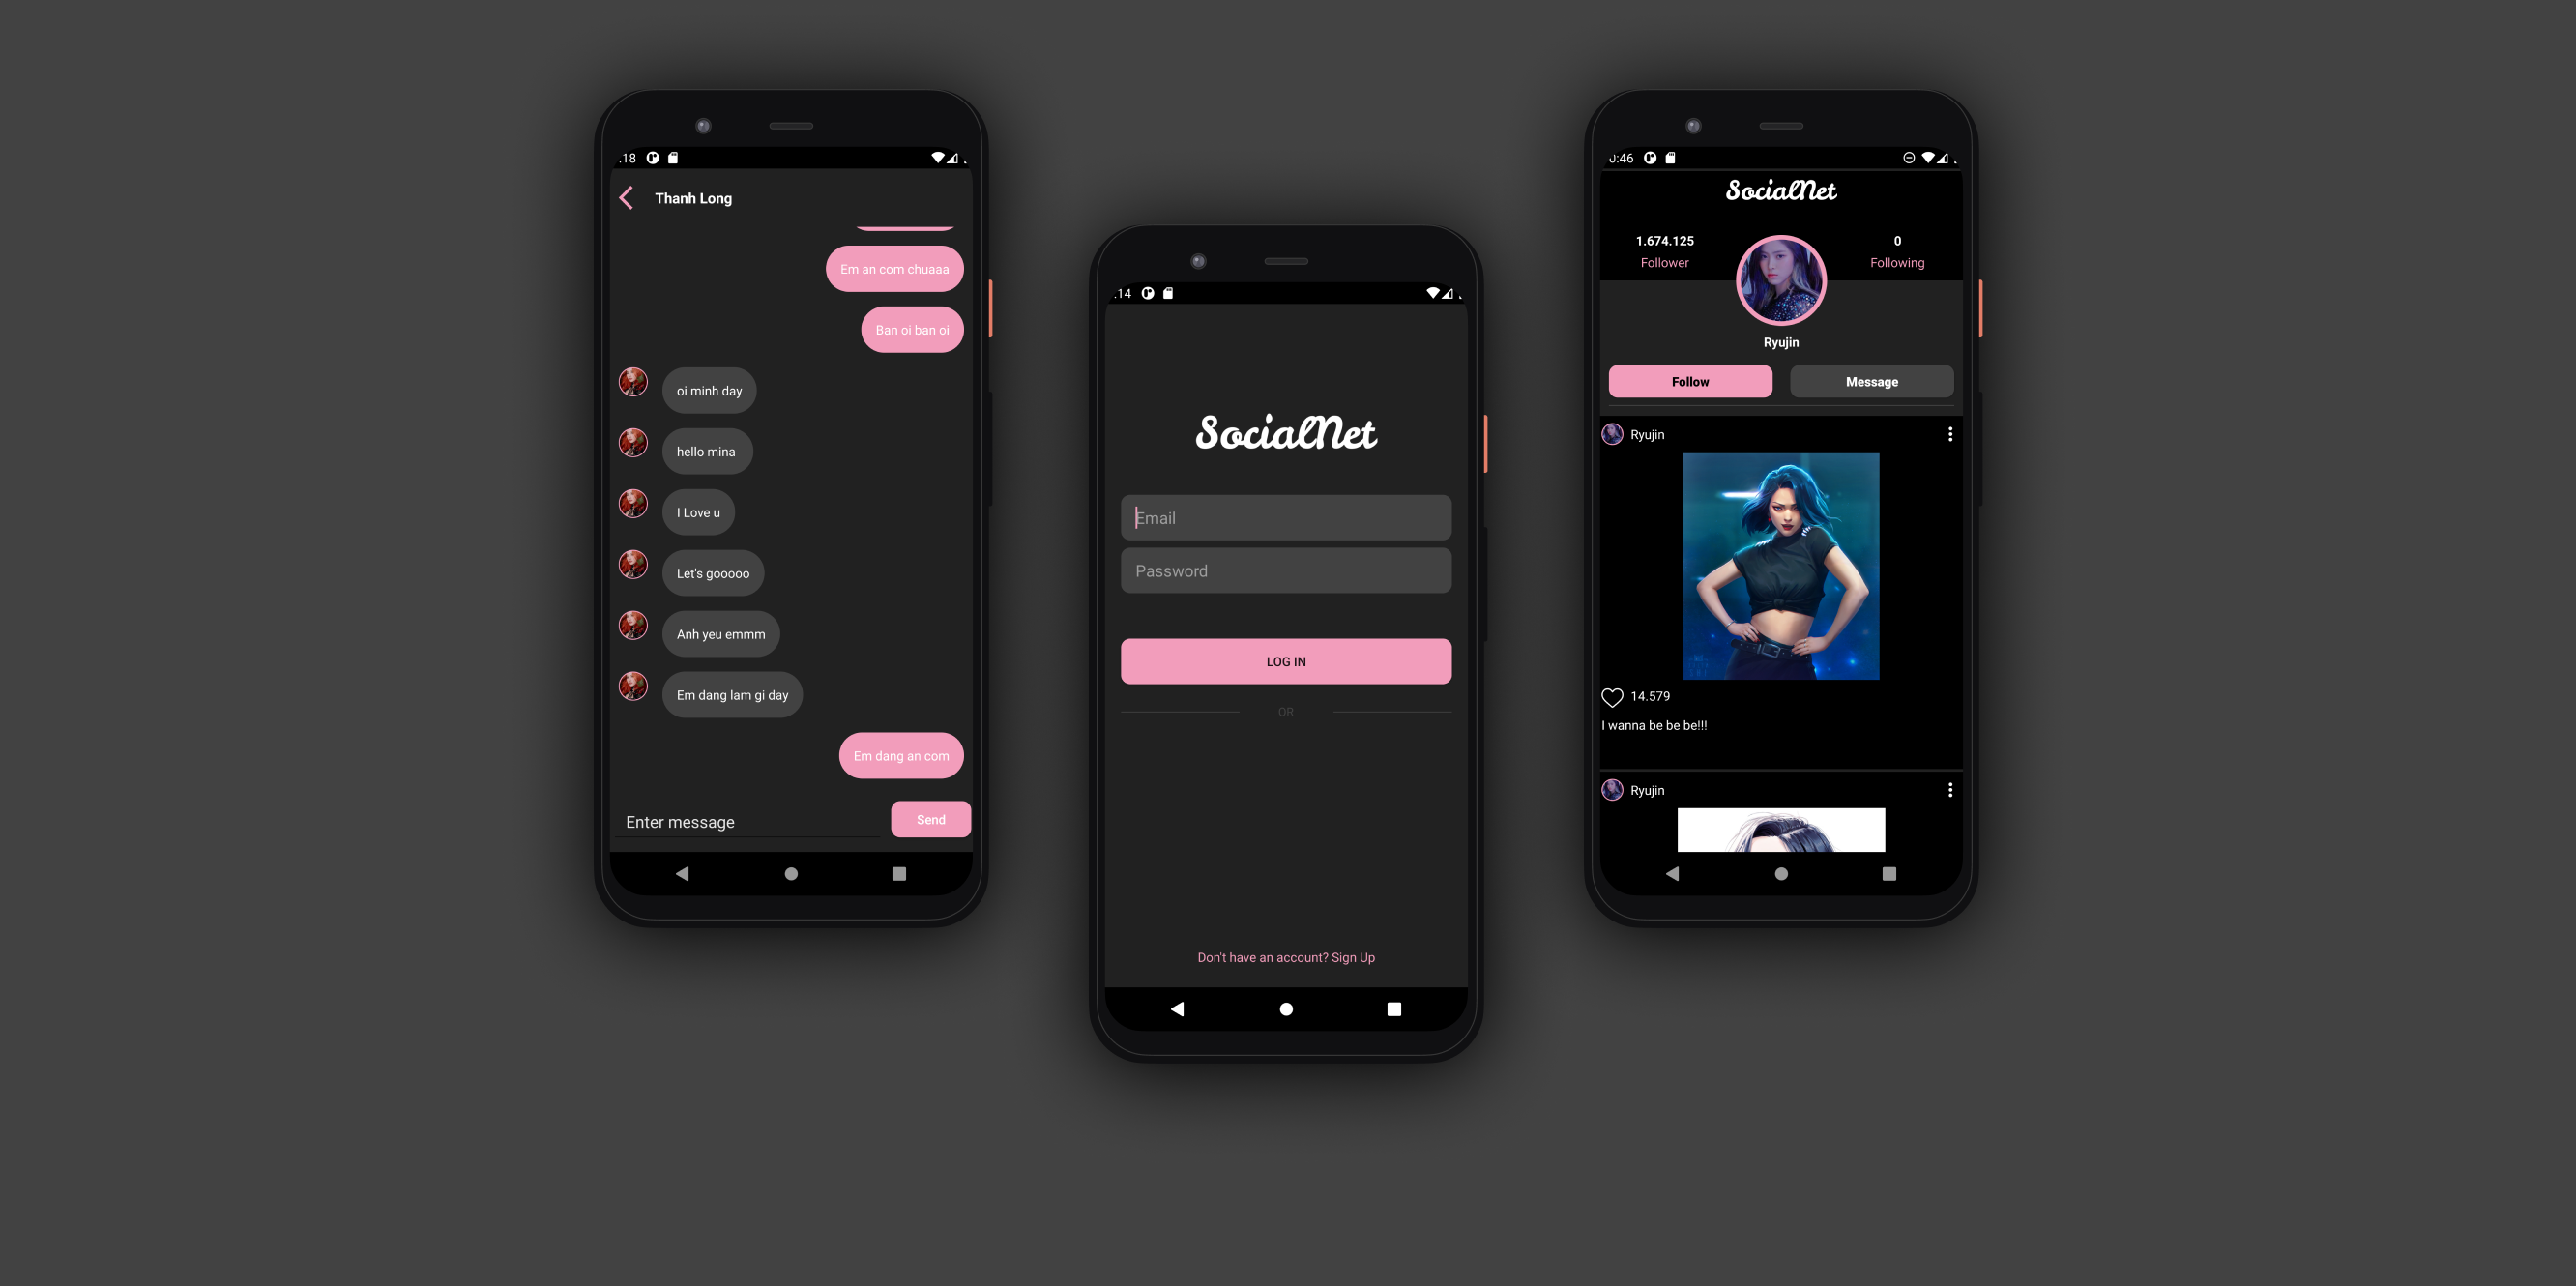 :18
Thanh Long
Em an com chuaaa
Ban oi ban oi
oi minh day
hello mina
I Love u
Let's gooooo
Anh yeu emmm
Em dang lam gi day
Em dang an com
Enter message
Send
:14
SocialNet
Email
Password
LOG IN
OR
Don't have an account? Sign Up
0:46
SocialNet
1.674.125
Follower
0
Following
Ryujin
Follow
Message
Ryujin
14.579
I wanna be be be!!!
Ryujin